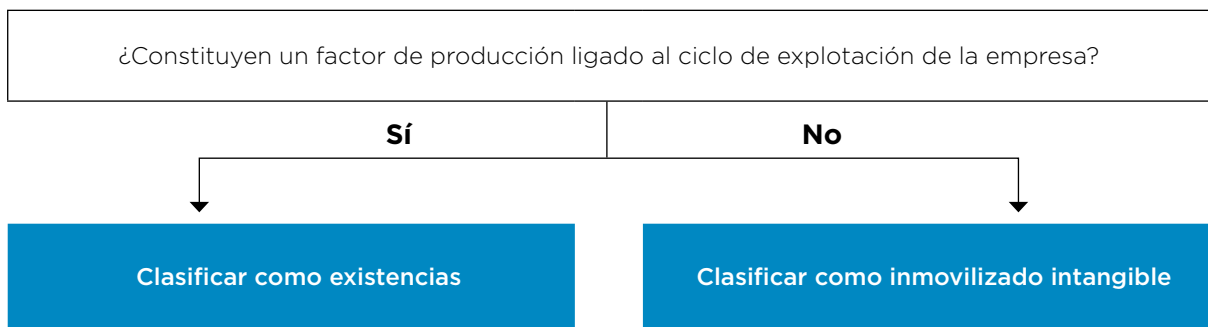 ¿Constituyen un factor de producción ligado al ciclo de explotación de la empresa?
Sí
No
Clasificar como existencias
Clasificar como inmovilizado intangible